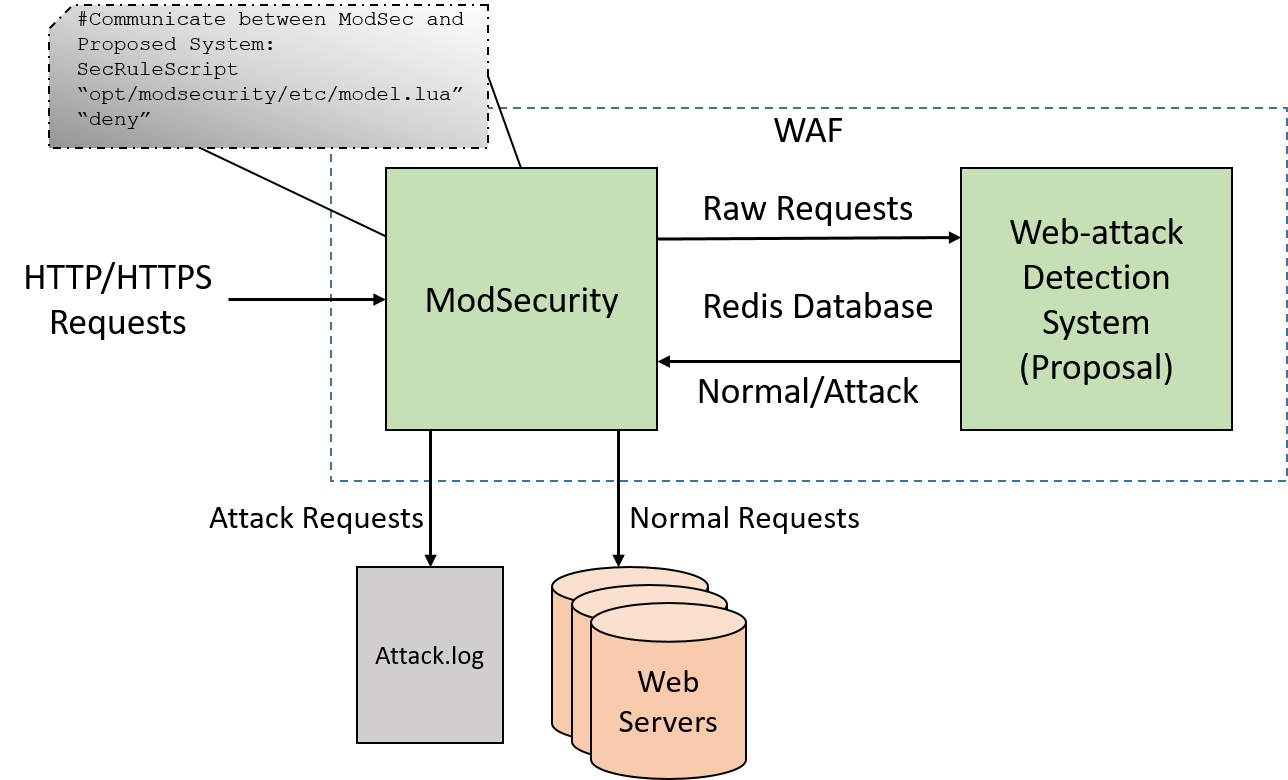 #Communicate between ModSec and
Proposed System:
SecRuleScript
“opt/modsecurity/etc/model.lua”
“deny”
WAF
HTTP/HTTPS
Requests
ModSecurity
Raw Requests
Redis Database
Normal/Attack
Web-attack
Detection
System
(Proposal)
Attack Requests
Normal Requests
Attack.log
Web
Servers